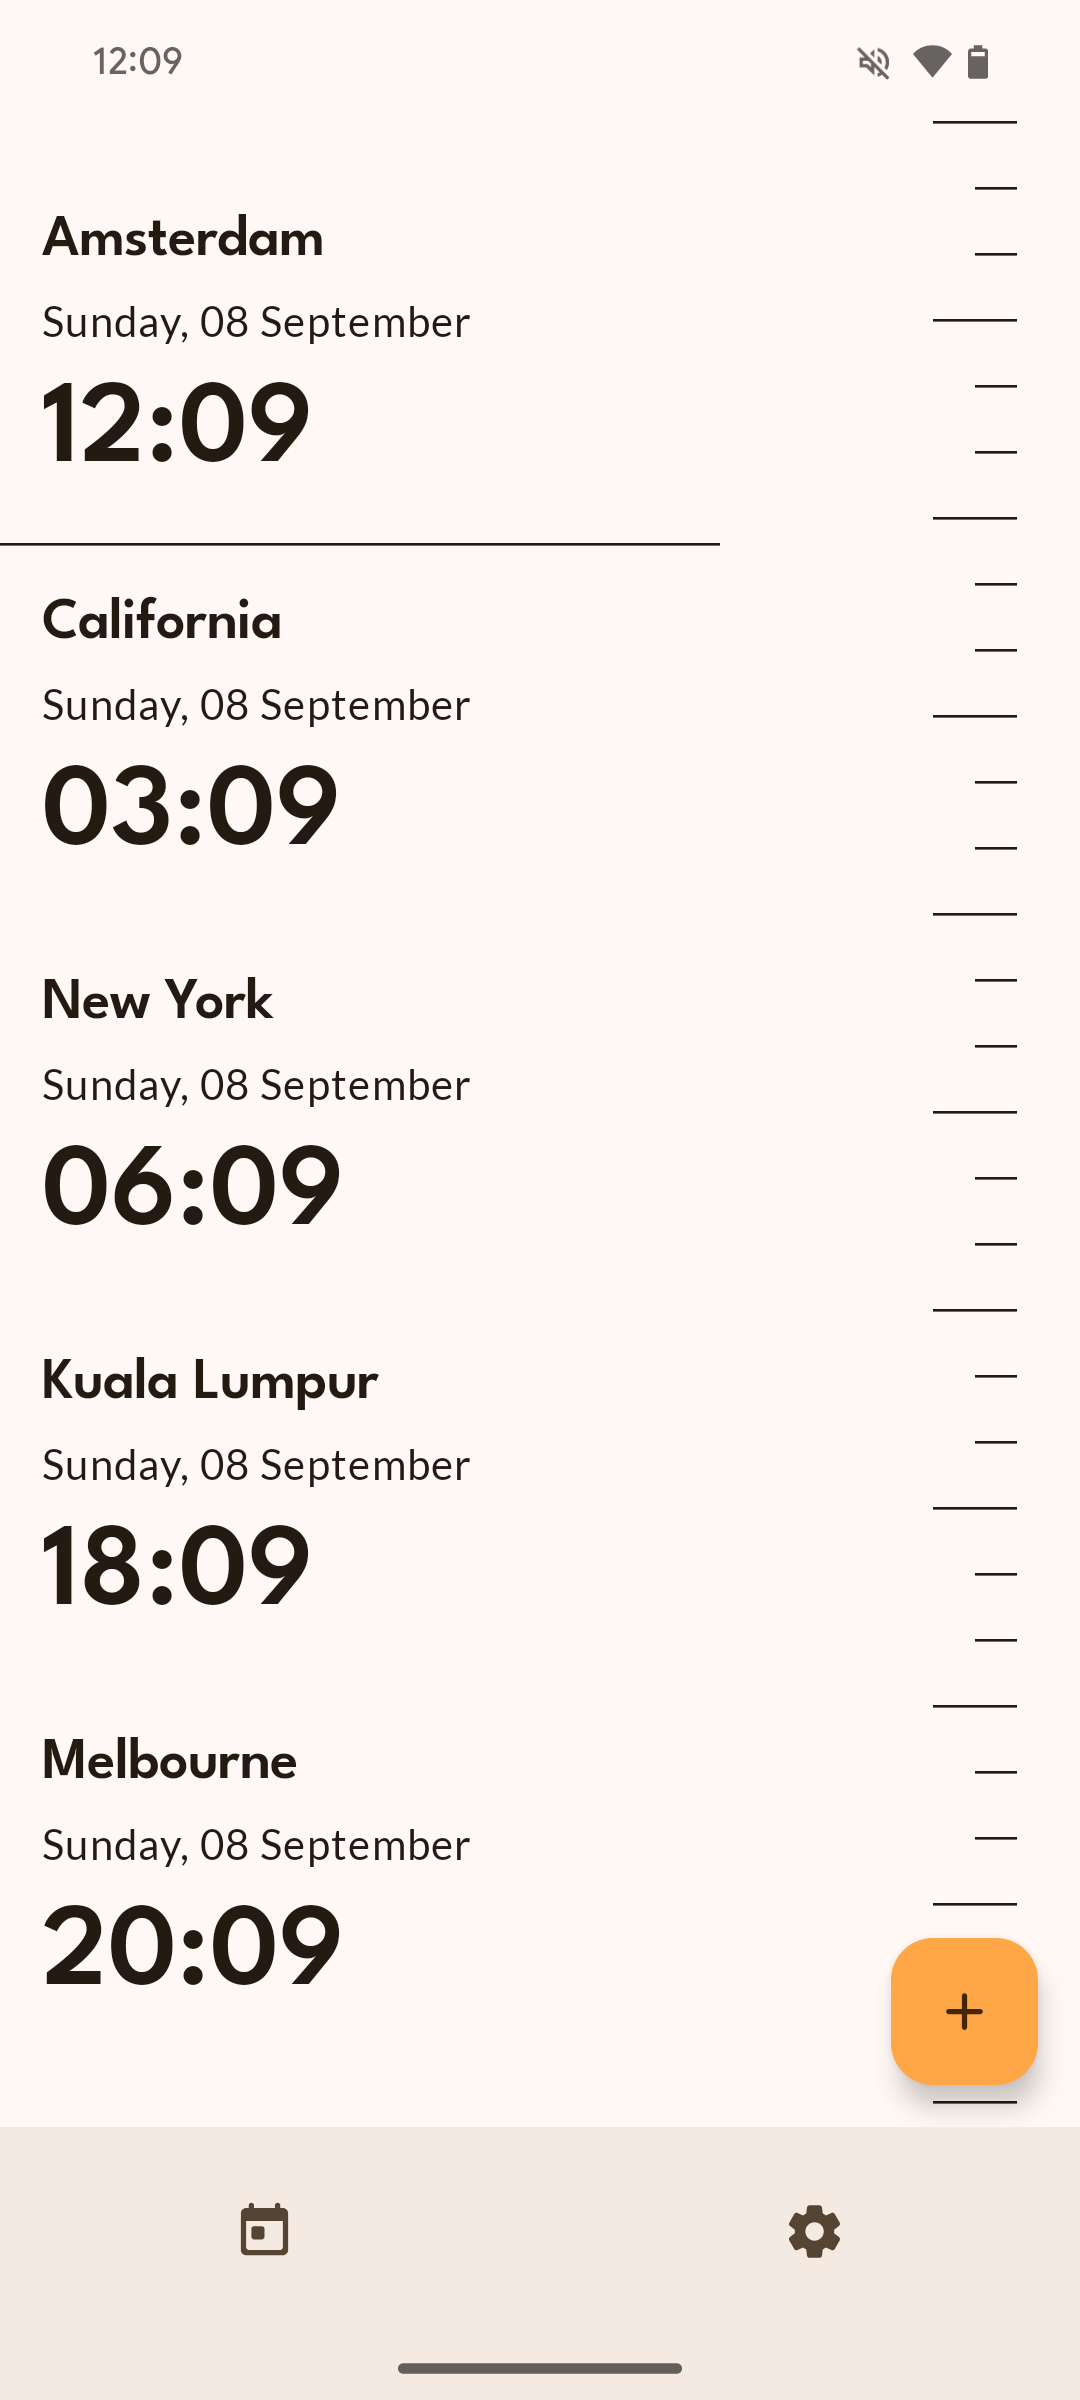 12:09
Amsterdam
Sunday, 08 September
12:09
California
Sunday, 08 September
03:09
New York
Sunday, 08 September
06:09
Kuala Lumpur
Sunday, 08 September
18:09
Melbourne
Sunday, 08 September
20:09